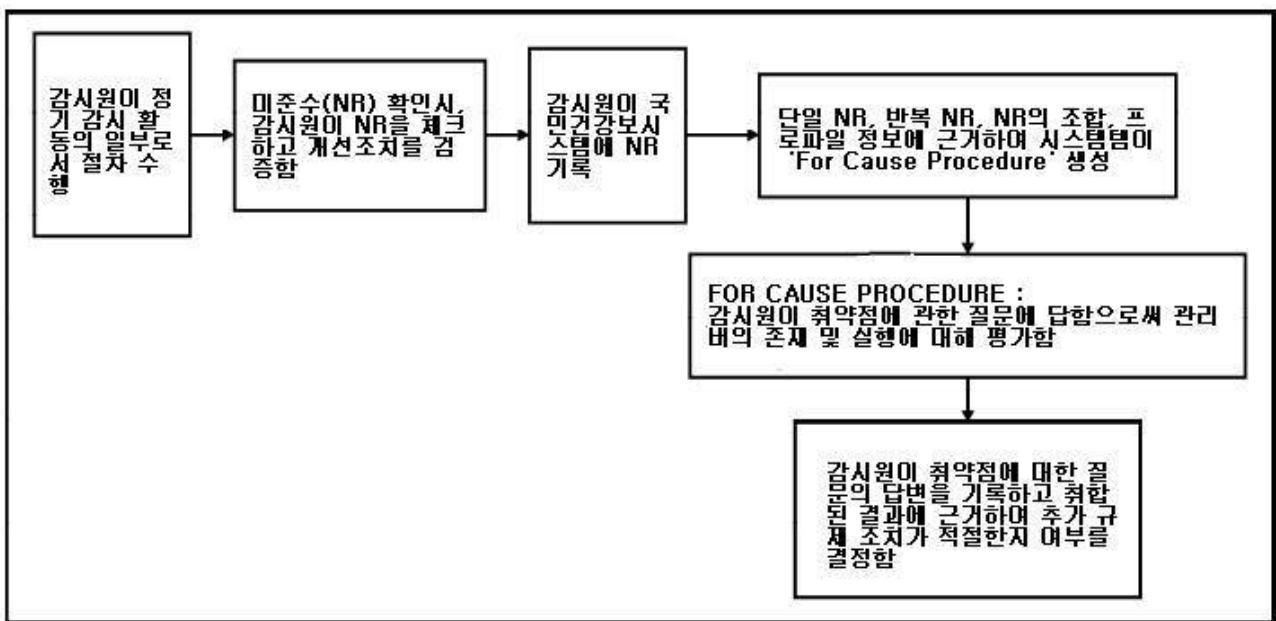 감시원이 정
기 감시 활
동의 일부로
서 절차 수
행
미준수(NR) 확인시,
감시원이 NR을 체크
하고 개선조치를 검
증함
감시원이 국
민건강보시
스템에 NR
기록
단일 NR, 반복 NR, NR의 조합, 프
로파일 정보에 근거하여 시스템템이
'For Cause Procedure' 생성
FOR CAUSE PROCEDURE :
감시원이 취약점에 관한 질문에 답함으로써 관리
버의 존재 및 실행에 대해 평가함
감시원이 취약점에 대한 질
문의 답변을 기록하고 취합
된 결과에 근거하여 추가 규
제 조치가 적절한지 여부를
결정함